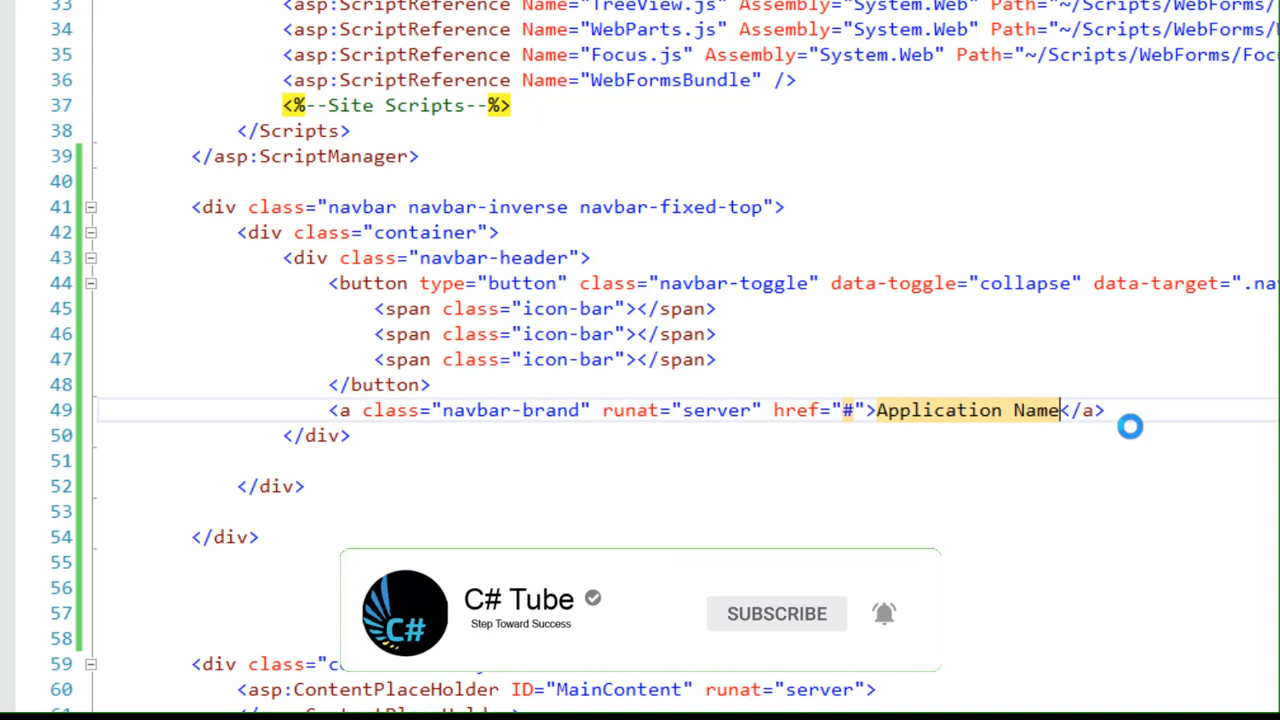 33 <asp:ScriptReference Name="TreeView.js" Assembly="System.Web" Path="~/Scripts/WebForms/
34 <asp:ScriptReference Name="WebParts.js" Assembly="System.Web" Path="~/Scripts/WebForms/
35 <asp:ScriptReference Name="Focus.js" Assembly="System.Web" Path="~/Scripts/WebForms/Foc
36 <asp:ScriptReference Name="WebFormsBundle" />
37 <%--Site Scripts--%>
38 </Scripts>
39 </asp:ScriptManager>
40
41 <div class="navbar navbar-inverse navbar-fixed-top">
42 <div class="container">
43 <div class="navbar-header">
44 <button type="button" class="navbar-toggle" data-toggle="collapse" data-target=".na
45 <span class="icon-bar"></span>
46 <span class="icon-bar"></span>
47 <span class="icon-bar"></span>
48 </button>
49 <a class="navbar-brand" runat="server" href="#">Application Name</a>
50 </div>
51
52 </div>
53
54 </div>
55
56
57
58
C# Tube
SUBSCRIBE
Step Toward Success
C#
59 <div class="c
60 <asp:ContentPlaceHolder ID="MainContent" runat="server">
61 </asp:ContentPlaceHolder>